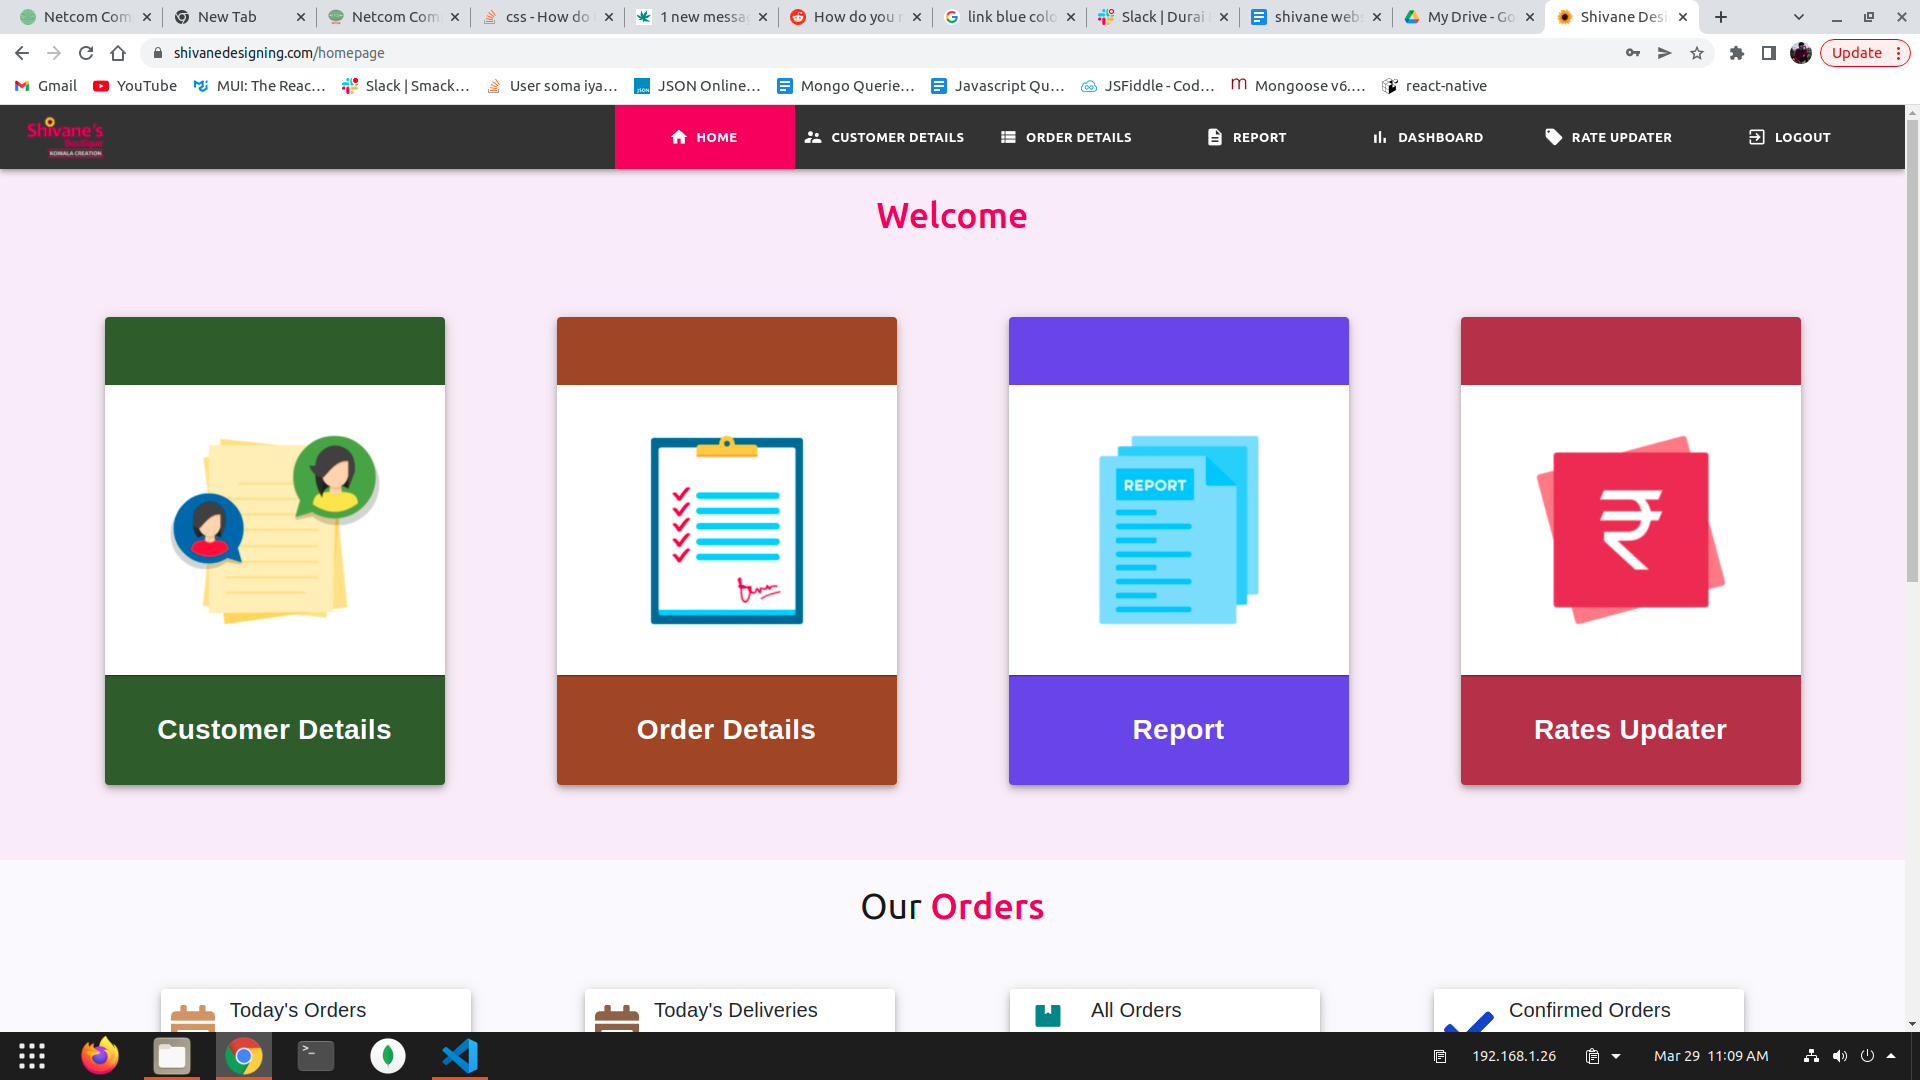 Netcom Com
New Tab
Netcom Com
css - How do
1 new messa
How do you r
link blue colo
Slack | Durai
shivane web
My Drive - Go
Shivane Desi
shivanedesigning.com/homepage
Update
Gmail
YouTube
MUI: The Reac...
Slack | Smack...
User soma iya...
JSON Online...
Mongo Querie...
Javascript Qu...
JSFiddle - Cod...
Mongoose v6....
react-native
Shivane's
Boutique
KOMALA CREATION
HOME
CUSTOMER DETAILS
ORDER DETAILS
REPORT
DASHBOARD
RATE UPDATER
LOGOUT
Welcome
REPORT
₹
Customer Details
Order Details
Report
Rates Updater
Our Orders
Today's Orders
Today's Deliveries
All Orders
Confirmed Orders
192.168.1.26
Mar 29 11:09 AM